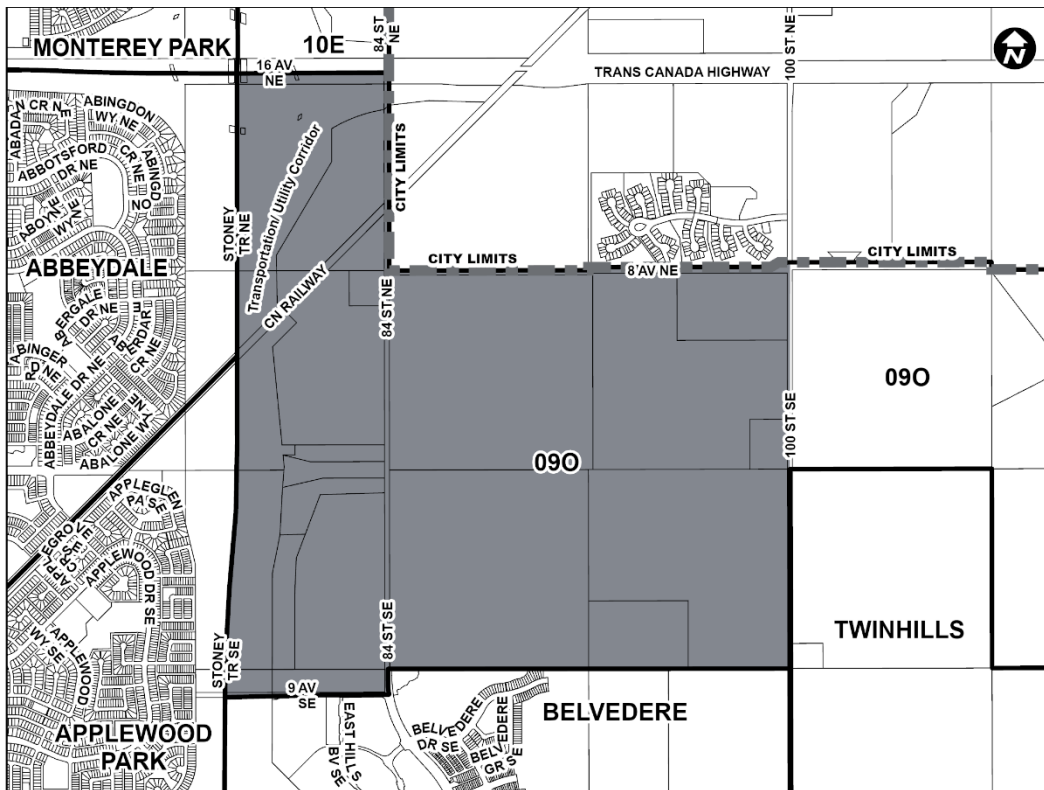 MONTEREY PARK
10E
84 ST
NE
16 AV
NE
TRANS CANADA HIGHWAY
100 ST NE
N
ABINGDON
WY NE
N CR NE
ABBOTSFORD
DR NE
CR NE
ABOYNE
WY NE
STONEY
TR NE
Transportation/ Utility Corridor
CITY LIMITS
CN RAILWAY
CITY LIMITS
8 AV NE
CITY LIMITS
ABBEYDALE
ABERGALE
DR NE
ABERDARE
CR NE
ABINGER
RD NE
ABBEYDALE DR NE
ABALONE
CR NE
ABALONE WY NE
84 ST NE
100 ST SE
09O
09O
APPLEGLEN
PA SE
APPLEGROVE
CR SE
APPLEWOOD DR SE
APPLEWOOD
WY SE
STONEY
TR SE
84 ST SE
9 AV
SE
TWINHILLS
BELVEDERE
EAST HILLS
BV SE
BELVEDERE
DR SE
BELVEDERE
GR SE
APPLEWOOD
PARK